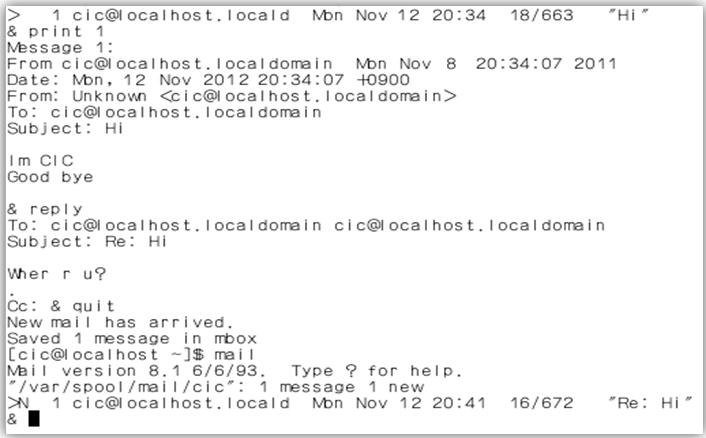 >   1 cic@localhost.locald  Mon Nov 12 20:34  18/663   "Hi"
& print 1
Message 1:
From cic@localhost.localdomain  Mon Nov 8  20:34:07 2011
Date: Mon, 12 Nov 2012 20:34:07 +0900
From: Unknown <cic@localhost.localdomain>
To: cic@localhost.localdomain
Subject: Hi

Im CIC
Good bye

& reply
To: cic@localhost.localdomain cic@localhost.localdomain
Subject: Re: Hi

Wher r u?
.
Cc: & quit
New mail has arrived.
Saved 1 message in mbox
[cic@localhost ~]$ mail
Mail version 8.1 6/6/93.  Type ? for help.
"/var/spool/mail/cic": 1 message 1 new
>N  1 cic@localhost.locald  Mon Nov 12 20:41  16/672   "Re: Hi"
&